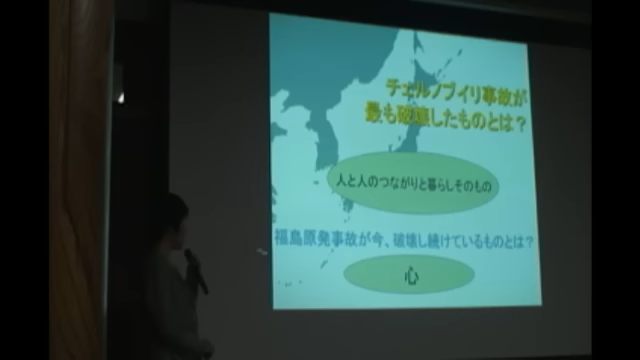 チェルノブイリ事故が
最も破壊したものとは？
人と人のつながりと暮らしそのもの
福島原発事故が今、破壊し続けているものとは？
心